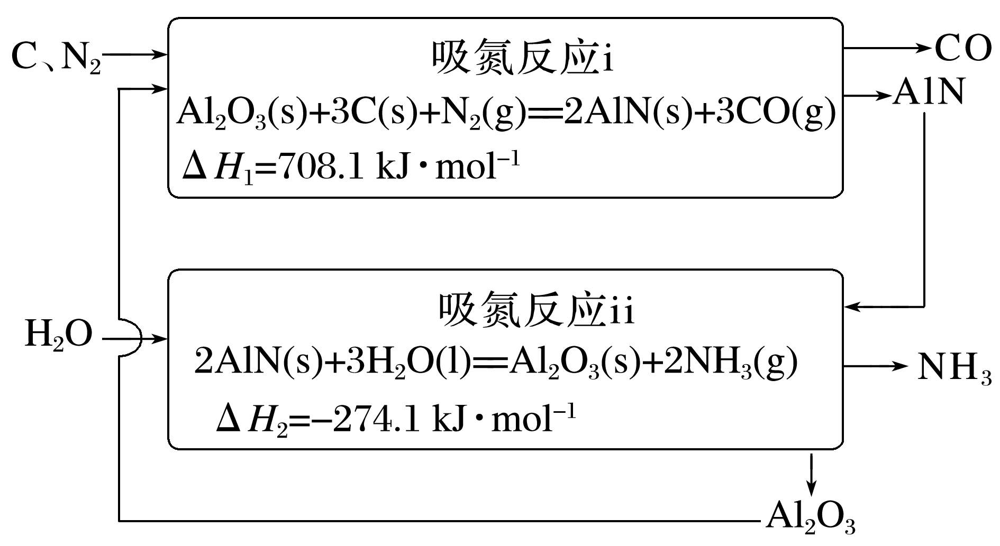 C、N₂
吸氮反应i
Al₂O₃(s)+3C(s)+N₂(g)═2AlN(s)+3CO(g)
ΔH₁=708.1 kJ·mol⁻¹
CO
AlN
H₂O
吸氮反应ii
2AlN(s)+3H₂O(l)═Al₂O₃(s)+2NH₃(g)
ΔH₂=−274.1 kJ·mol⁻¹
NH₃
Al₂O₃